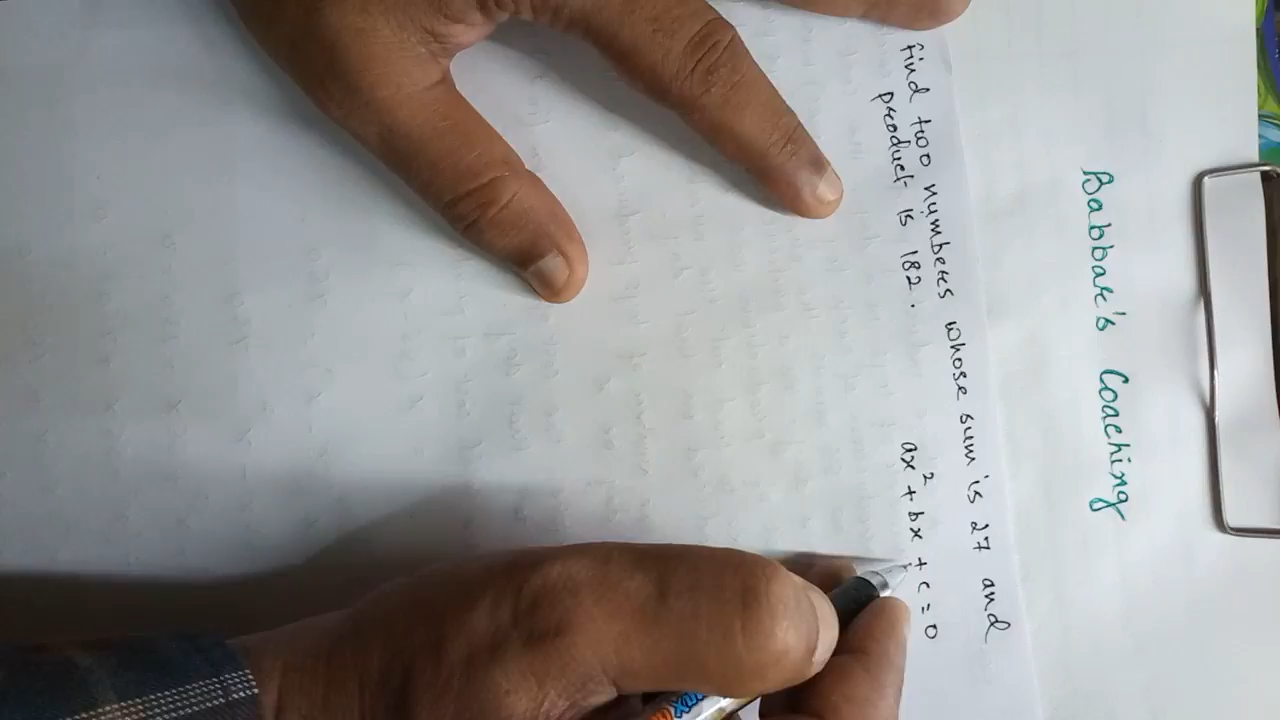 Babbar's Coaching
find two numbers whose sum is 27 and
product is 182.
ax² + bx + c = 0